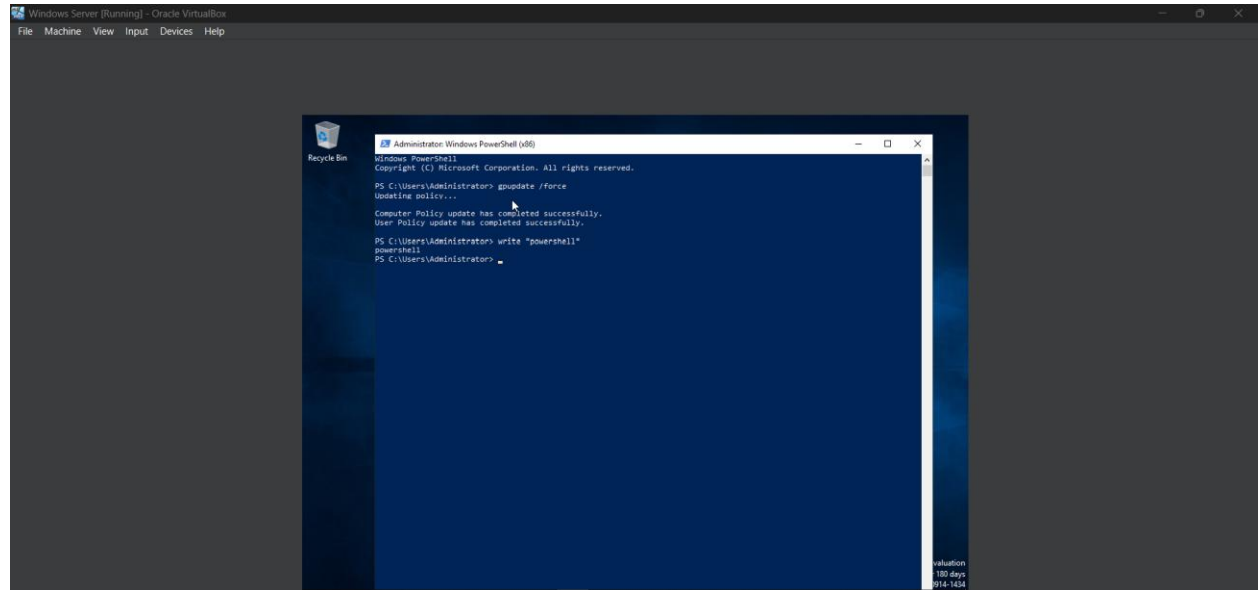 Windows Server [Running] - Oracle VirtualBox
File Machine View Input Devices Help
Recycle Bin
Administrator: Windows PowerShell (x86)
Windows PowerShell
Copyright (C) Microsoft Corporation. All rights reserved.
PS C:\Users\Administrator> gpupdate /force
Updating policy...
Computer Policy update has completed successfully.
User Policy update has completed successfully.
PS C:\Users\Administrator> write "powershell"
powershell
PS C:\Users\Administrator>
valuation
180 days
0914-1434